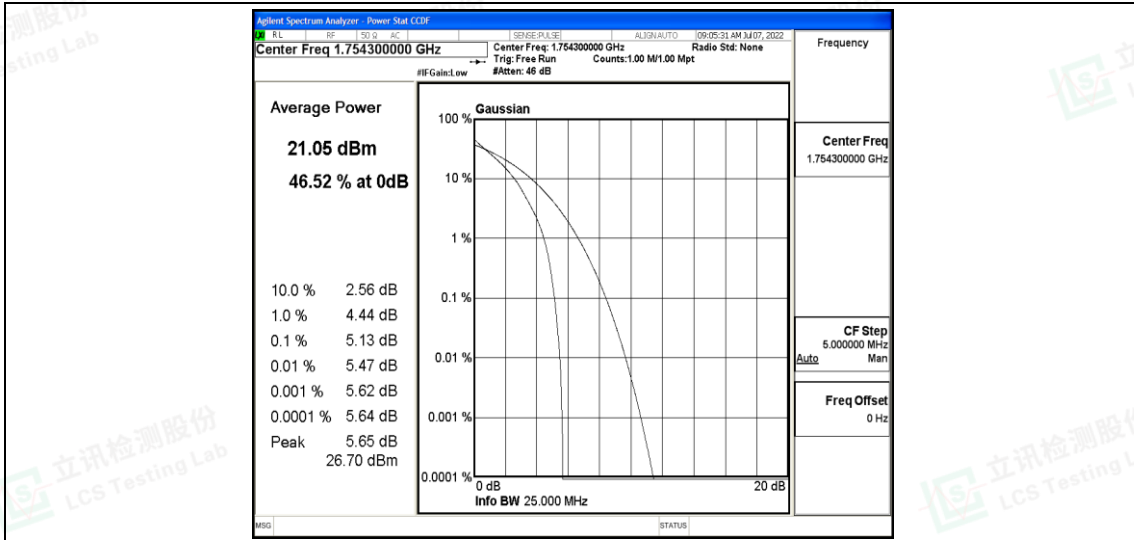 Agilent Spectrum Analyzer - Power Stat CCDF
RL RF 50 Ω AC SENSE:PULSE ALIGNAUTO 09:05:31 AM Jul 07, 2022
Center Freq 1.754300000 GHz
Center Freq: 1.754300000 GHz Radio Std: None
Trig: Free Run Counts:1.00 M/1.00 Mpt
#IFGain:Low #Atten: 46 dB
Frequency
Average Power
21.05 dBm
46.52 % at 0dB
10.0 % 2.56 dB
1.0 % 4.44 dB
0.1 % 5.13 dB
0.01 % 5.47 dB
0.001 % 5.62 dB
0.0001 % 5.64 dB
Peak 5.65 dB
26.70 dBm
Gaussian
100 %
10 %
1 %
0.1 %
0.01 %
0.001 %
0.0001 %
0 dB 20 dB
Info BW 25.000 MHz
Center Freq
1.754300000 GHz
CF Step
5.000000 MHz
Auto Man
Freq Offset
0 Hz
MSG STATUS
立讯检测股份
LCS Testing Lab
立讯检测股份
LCS Testing L